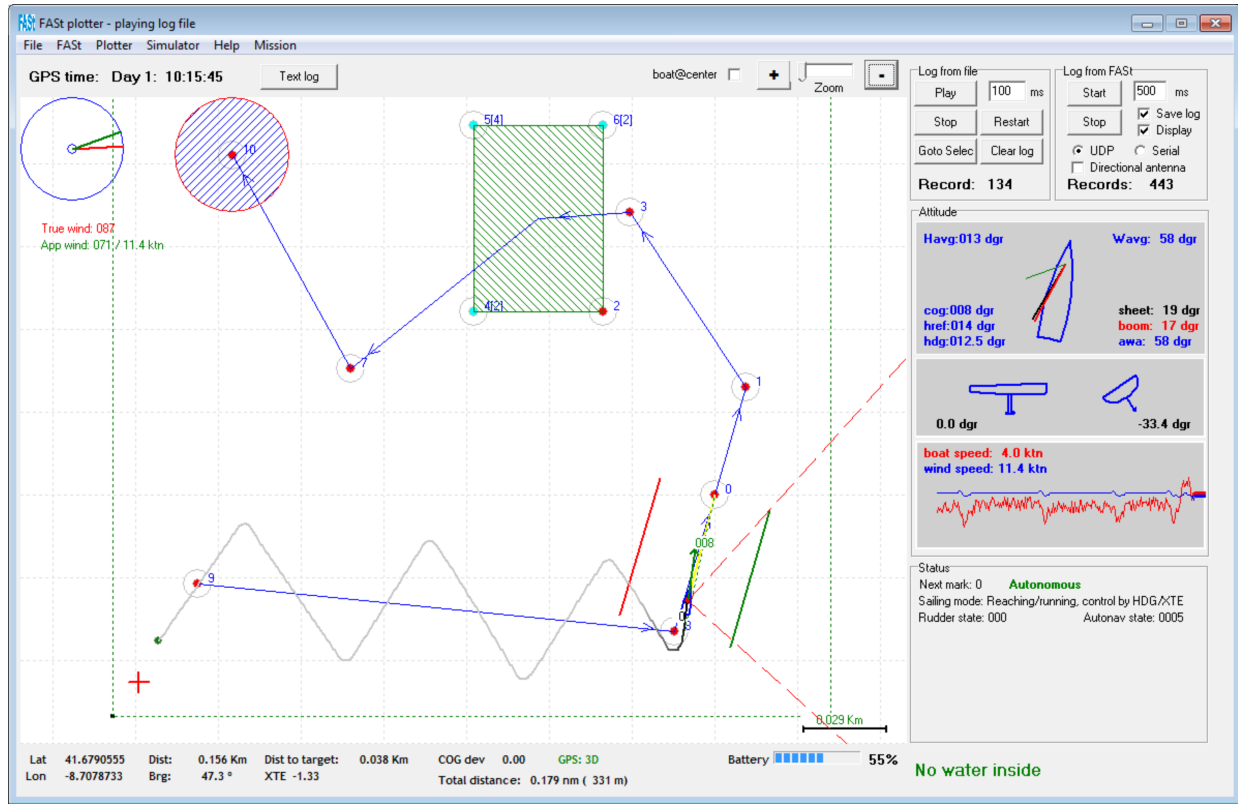 FASt FASt plotter - playing log file
File FASt Plotter Simulator Help Mission
GPS time: Day 1: 10:15:45
Text log
boat@center
+
Zoom
-
True wind: 087
App wind: 071 / 11.4 ktn
10
5[4]
6[2]
3
4[2]
2
7
1
0
008
9
0
8
0.029 Km
Log from file
Play 100 ms
Stop Restart
Goto Selec Clear log
Record: 134
Log from FASt
Start 500 ms
Stop Save log
Display
UDP Serial
Directional antenna
Records: 443
Attitude
Havg:013 dgr Wavg: 58 dgr
cog:008 dgr sheet: 19 dgr
href:014 dgr boom: 17 dgr
hdg:012.5 dgr awa: 58 dgr
0.0 dgr -33.4 dgr
boat speed: 4.0 ktn
wind speed: 11.4 ktn
Status
Next mark: 0 Autonomous
Sailing mode: Reaching/running, control by HDG/XTE
Rudder state: 000 Autonav state: 0005
Lat 41.6790555 Dist: 0.156 Km Dist to target: 0.038 Km COG dev 0.00 GPS: 3D Battery 55%
Lon -8.7078733 Brg: 47.3 º XTE -1.33 Total distance: 0.179 nm ( 331 m)
No water inside